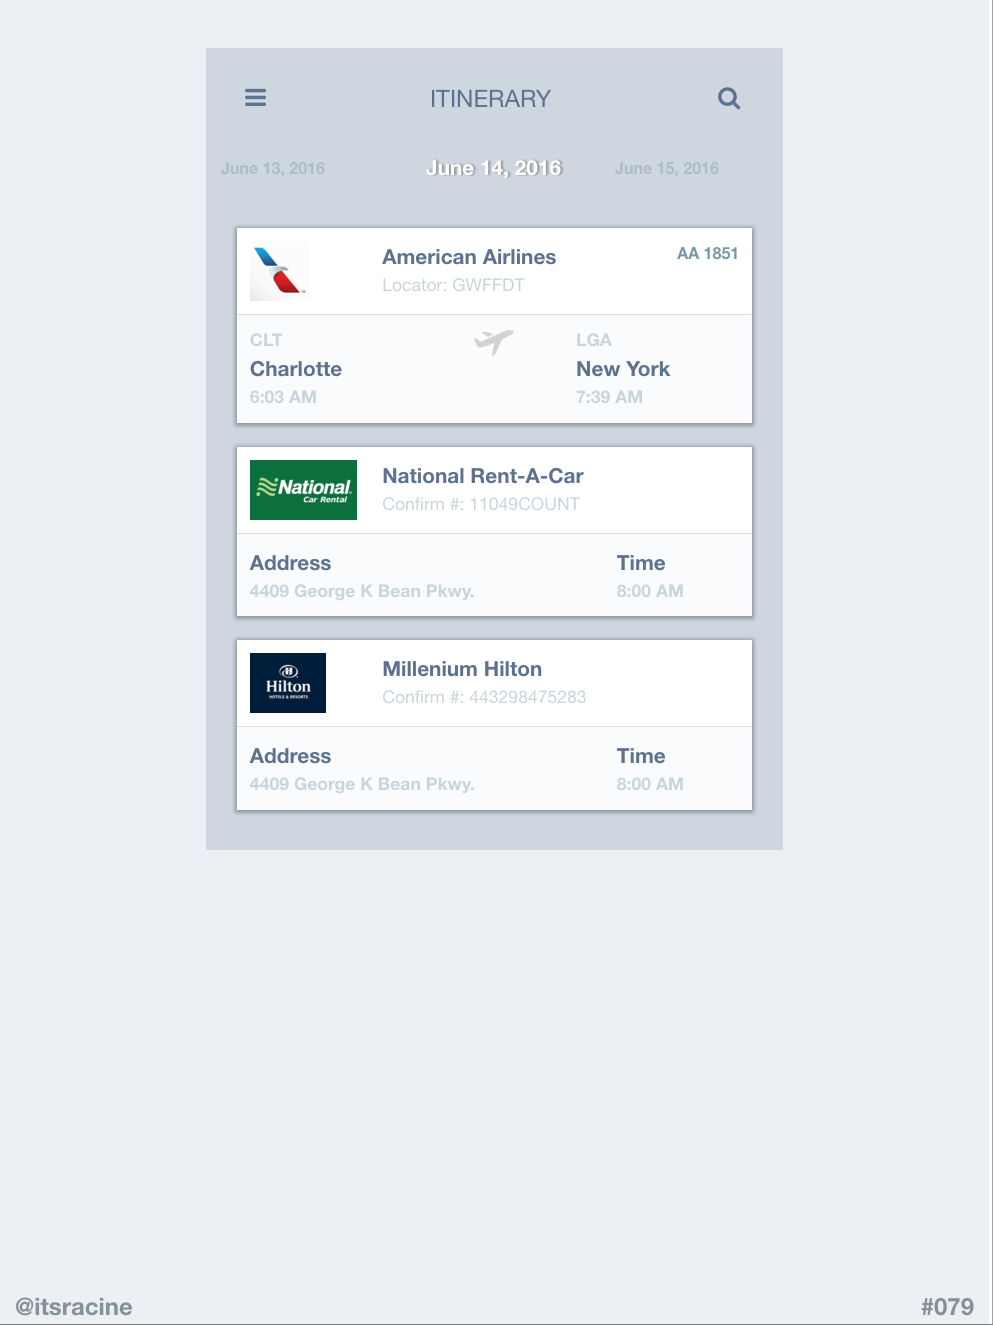 ITINERARY
June 13, 2016 June 14, 2016 June 15, 2016
American Airlines AA 1851
Locator: GWFFDT
CLT LGA
Charlotte New York
6:03 AM 7:39 AM
National
Car Rental
National Rent-A-Car
Confirm #: 11049COUNT
Address Time
4409 George K Bean Pkwy. 8:00 AM
Hilton
HOTELS & RESORTS
Millenium Hilton
Confirm #: 443298475283
Address Time
4409 George K Bean Pkwy. 8:00 AM
@itsracine #079